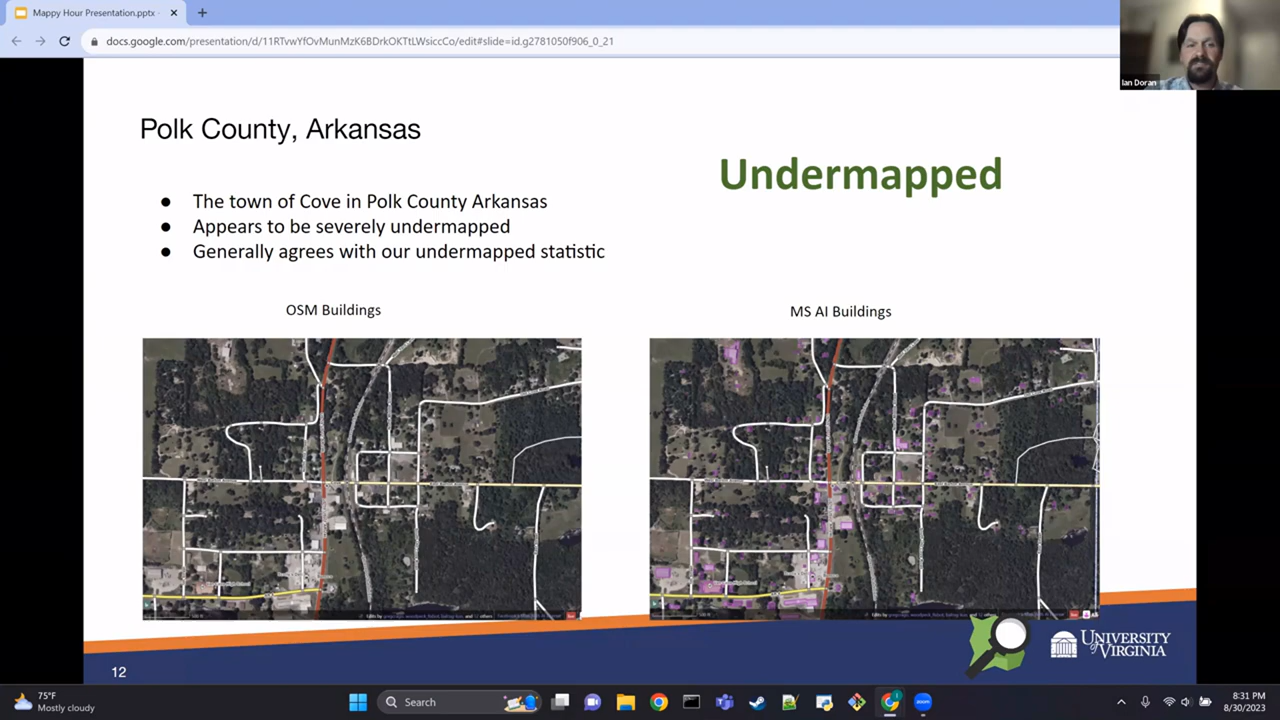 Mappy Hour Presentation.pptx -
docs.google.com/presentation/d/11RTvwYfOvMunMzK6BDrkOKTtLWsiccCo/edit#slide=id.g2781050f906_0_21
Ian Doran
Polk County, Arkansas
Undermapped
● The town of Cove in Polk County Arkansas
● Appears to be severely undermapped
● Generally agrees with our undermapped statistic
OSM Buildings
MS AI Buildings
UNIVERSITY
of VIRGINIA
12
75°F
Mostly cloudy
Search
8:31 PM
8/30/2023